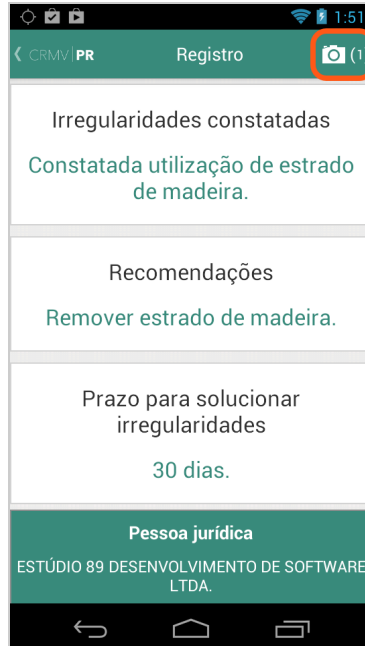 1:51
CRMV|PR
Registro
(1
Irregularidades constatadas
Constatada utilização de estrado
de madeira.
Recomendações
Remover estrado de madeira.
Prazo para solucionar
irregularidades
30 dias.
Pessoa jurídica
ESTÚDIO 89 DESENVOLVIMENTO DE SOFTWARE
LTDA.